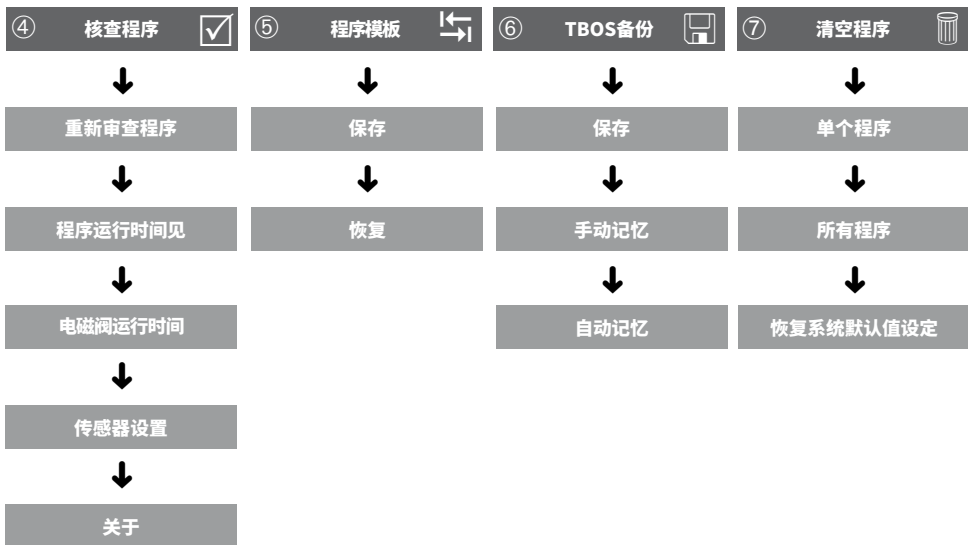 ④ 核查程序
重新审查程序
程序运行时间见
电磁阀运行时间
传感器设置
关于
⑤ 程序模板
保存
恢复
⑥ TBOS备份
保存
手动记忆
自动记忆
⑦ 清空程序
单个程序
所有程序
恢复系统默认值设定